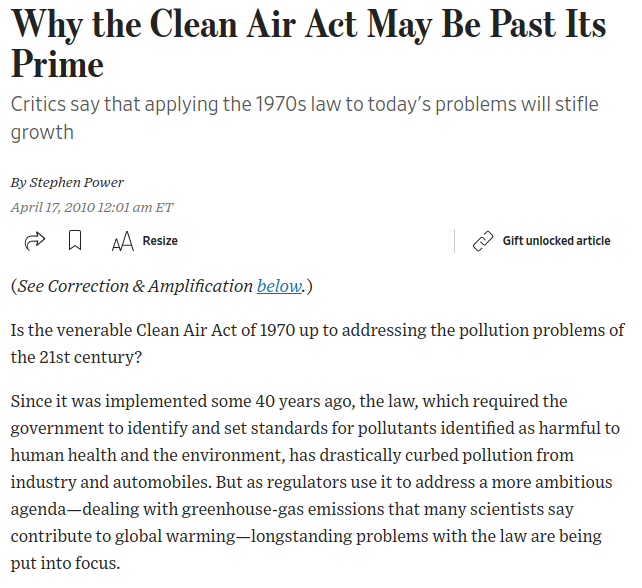 Why the Clean Air Act May Be Past Its
Prime
Critics say that applying the 1970s law to today's problems will stifle
growth
By Stephen Power
April 17, 2010 12:01 am ET
AA Resize
Gift unlocked article
(See Correction & Amplification below.)
Is the venerable Clean Air Act of 1970 up to addressing the pollution problems of
the 21st century?
Since it was implemented some 40 years ago, the law, which required the
government to identify and set standards for pollutants identified as harmful to
human health and the environment, has drastically curbed pollution from
industry and automobiles. But as regulators use it to address a more ambitious
agenda—dealing with greenhouse-gas emissions that many scientists say
contribute to global warming—longstanding problems with the law are being
put into focus.